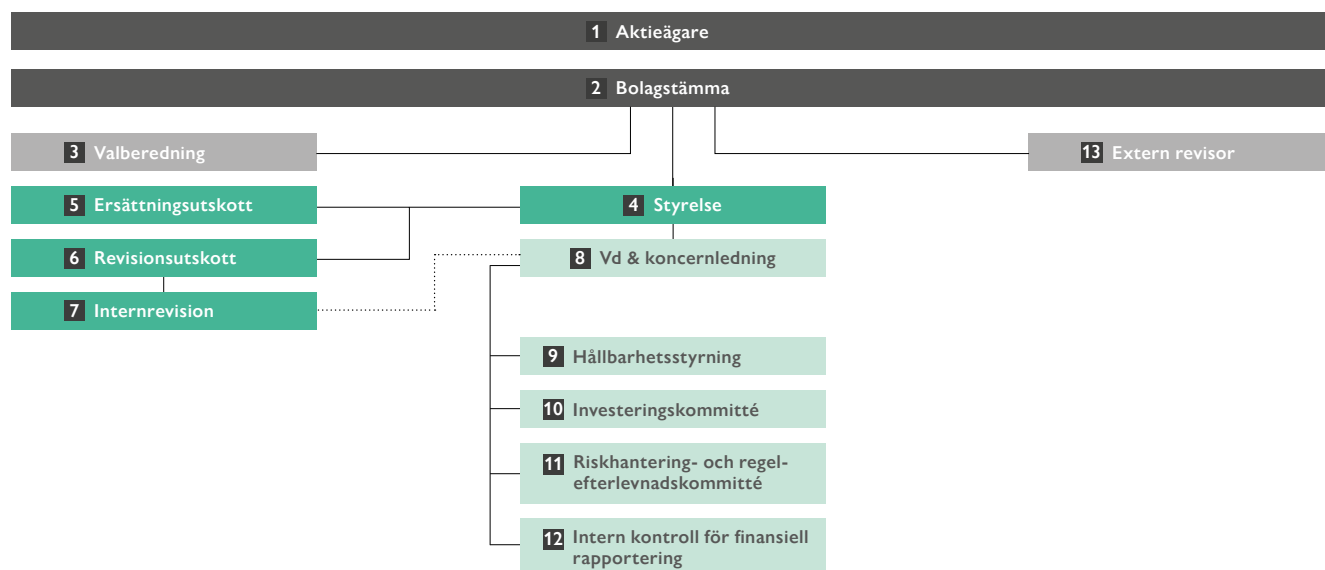 1 Aktieägare
2 Bolagstämma
3 Valberedning
13 Extern revisor
5 Ersättningsutskott
4 Styrelse
6 Revisionsutskott
8 Vd & koncernledning
7 Internrevision
9 Hållbarhetsstyrning
10 Investeringskommitté
11 Riskhantering- och regel-
efterlevnadskommitté
12 Intern kontroll för finansiell
rapportering